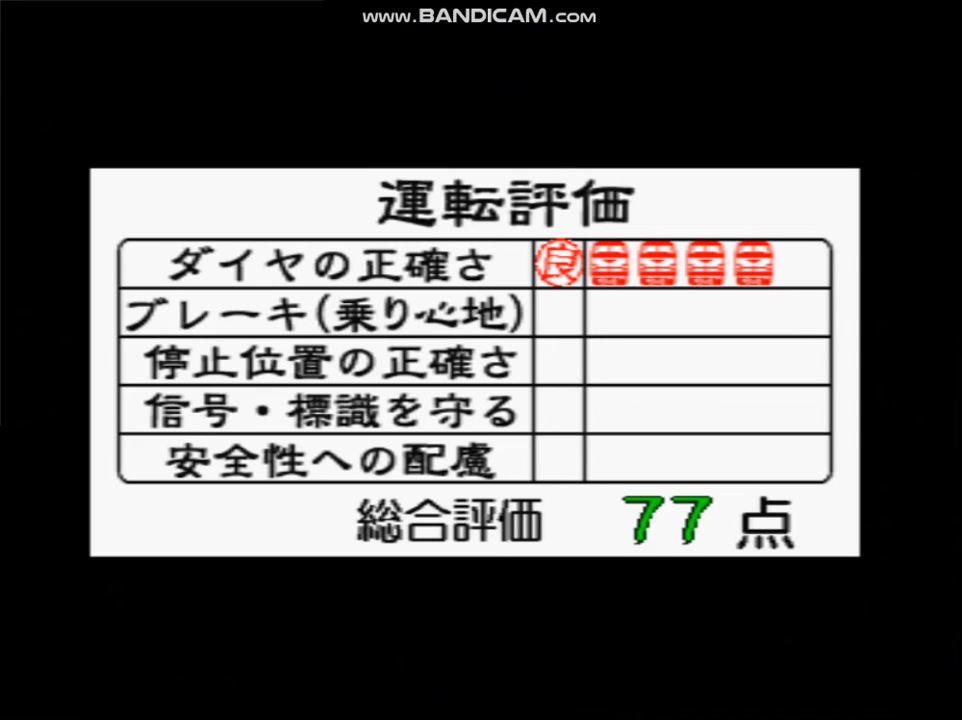 WWW.BANDICAM.COM
運転評価
ダイヤの正確さ 良
ブレーキ(乗り心地)
停止位置の正確さ
信号・標識を守る
安全性への配慮
総合評価 77 点